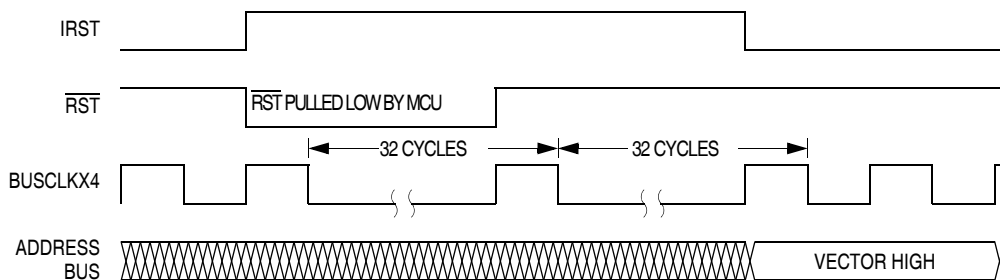 IRST
RST
RST PULLED LOW BY MCU
32 CYCLES
32 CYCLES
BUSCLKX4
ADDRESS
BUS
VECTOR HIGH